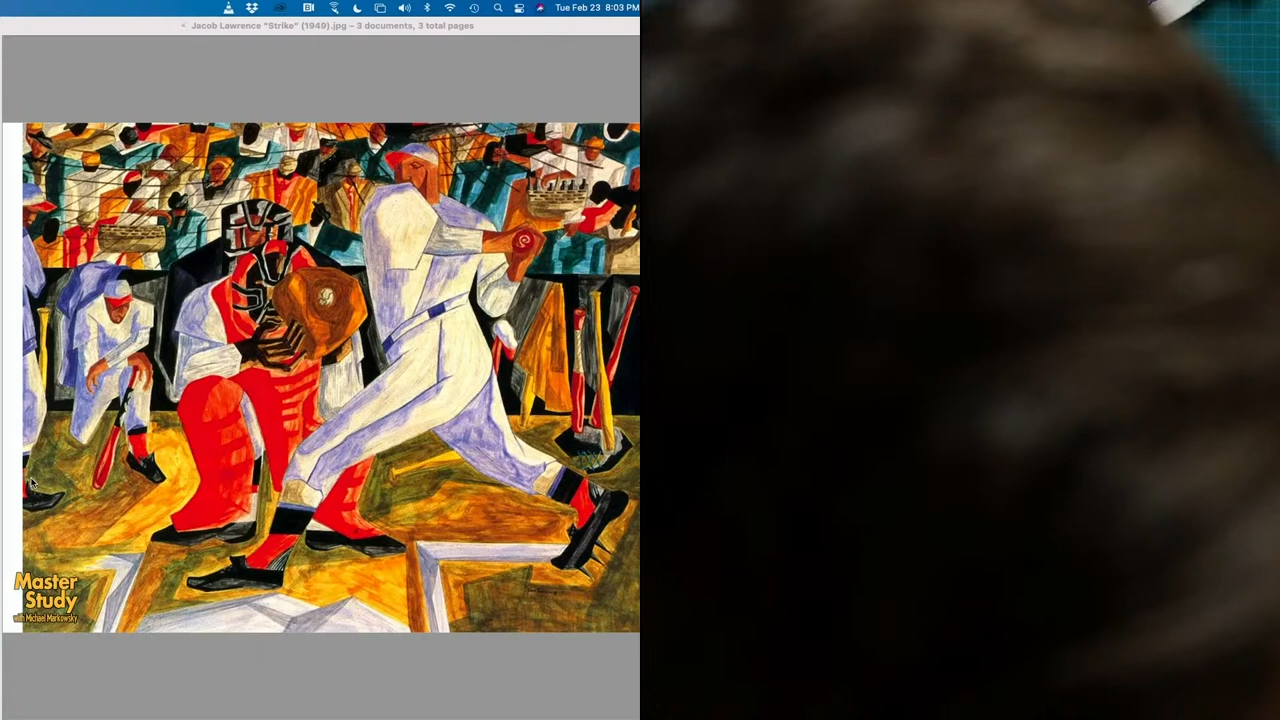 Tue Feb 23 8:03 PM
Jacob Lawrence "Strike" (1949).jpg – 3 documents, 3 total pages
Master
Study
with Michael Markowsky